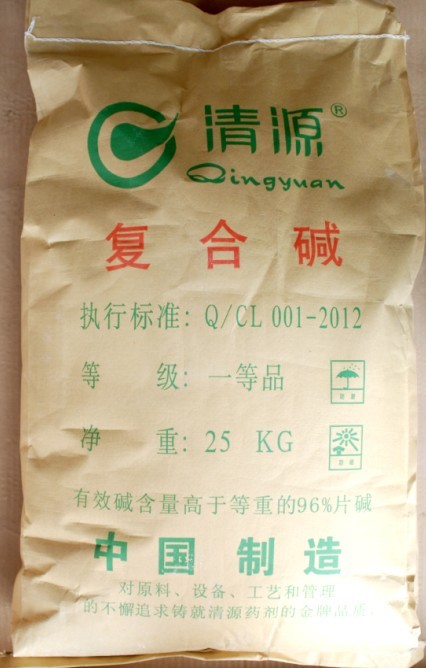 清源®
Qingyuan
复合碱
执行标准: Q/CL 001-2012
等 级: 一等品
净 重: 25 KG
有效碱含量高于等重的96%片碱
中国制造
对原料、设备、工艺和管理
的不懈追求铸就清源药剂的金牌品质